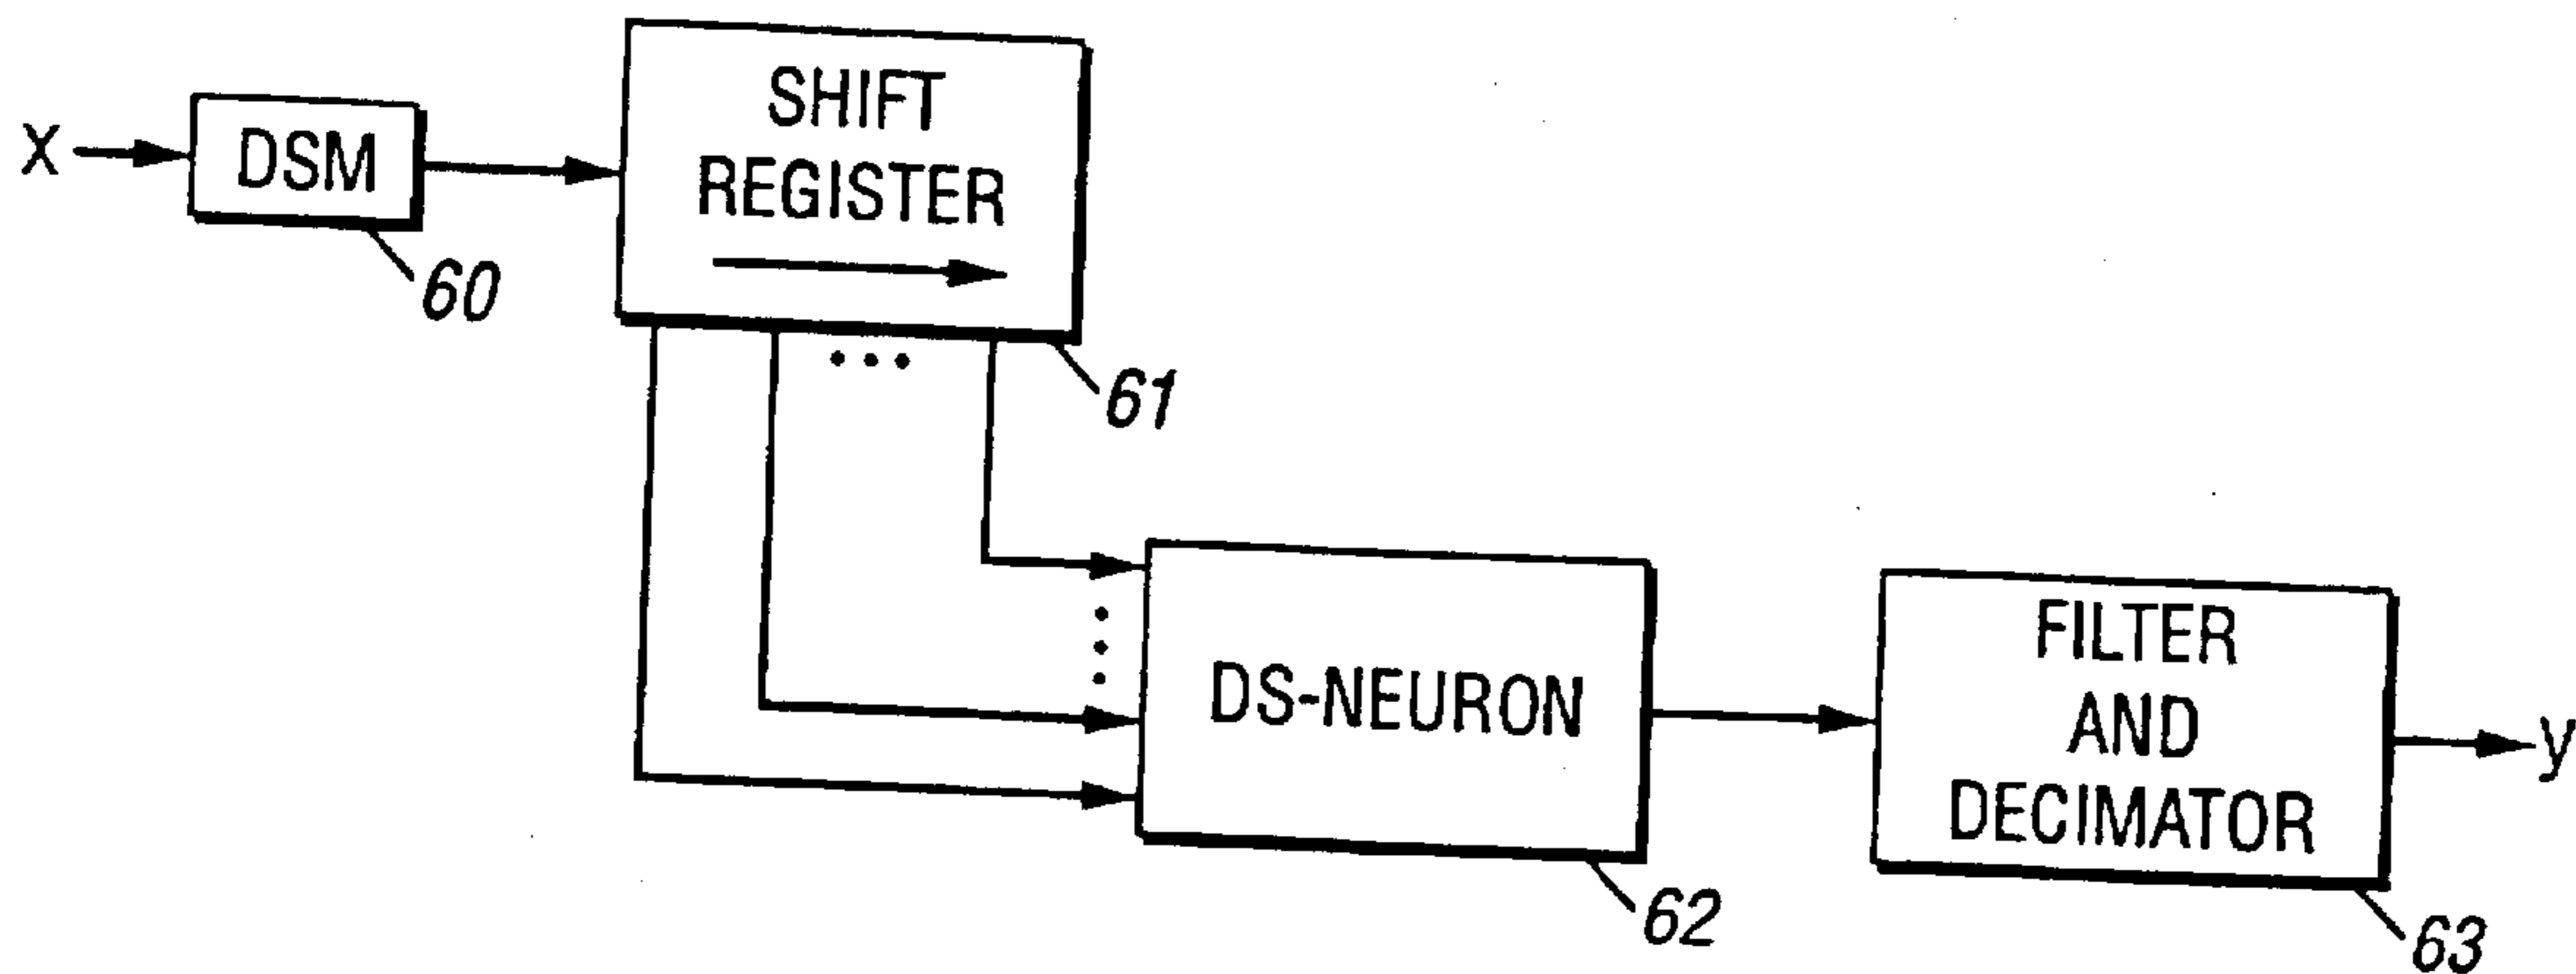 X
DSM
60
SHIFT
REGISTER
61
DS-NEURON
62
FILTER
AND
DECIMATOR
63
y